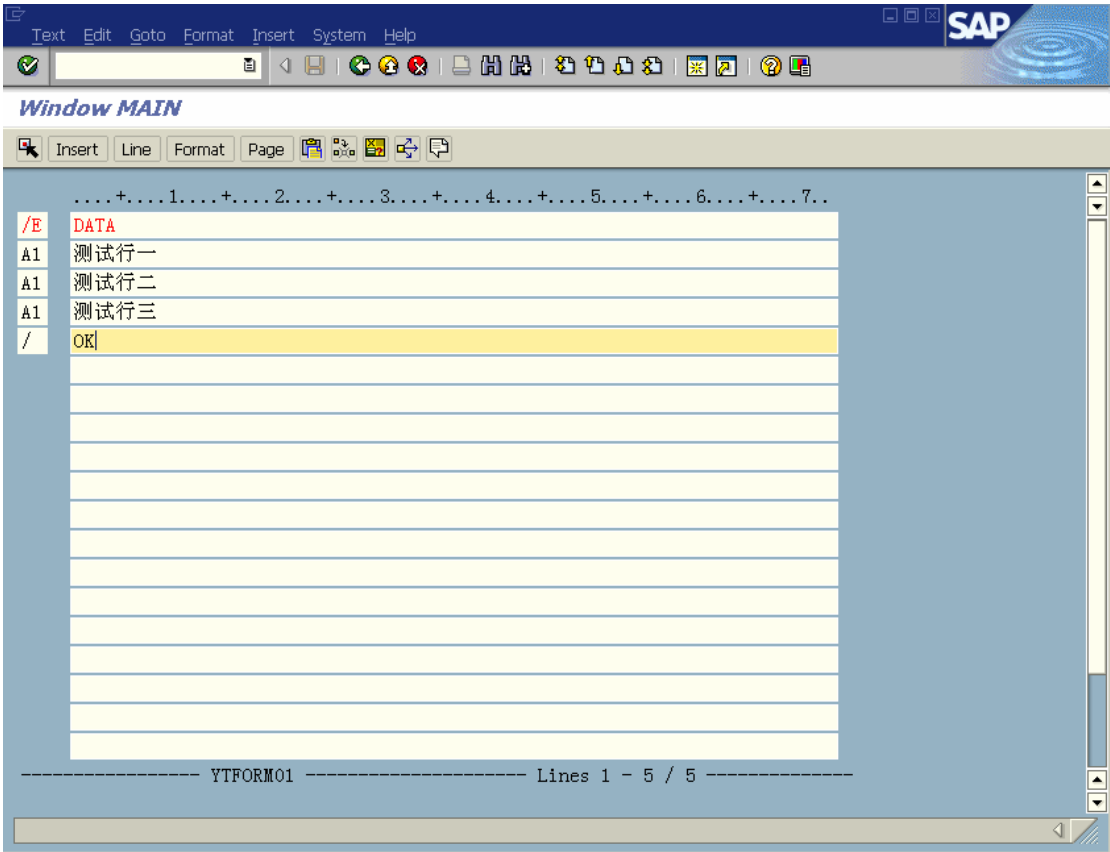 Text Edit Goto Format Insert System Help
SAP
Window MAIN
Insert Line Format Page
....+....1....+....2....+....3....+....4....+....5....+....6....+....7..
/E DATA
A1 测试行一
A1 测试行二
A1 测试行三
/ OK
----------------- YTFORM01 --------------------- Lines 1 - 5 / 5 --------------